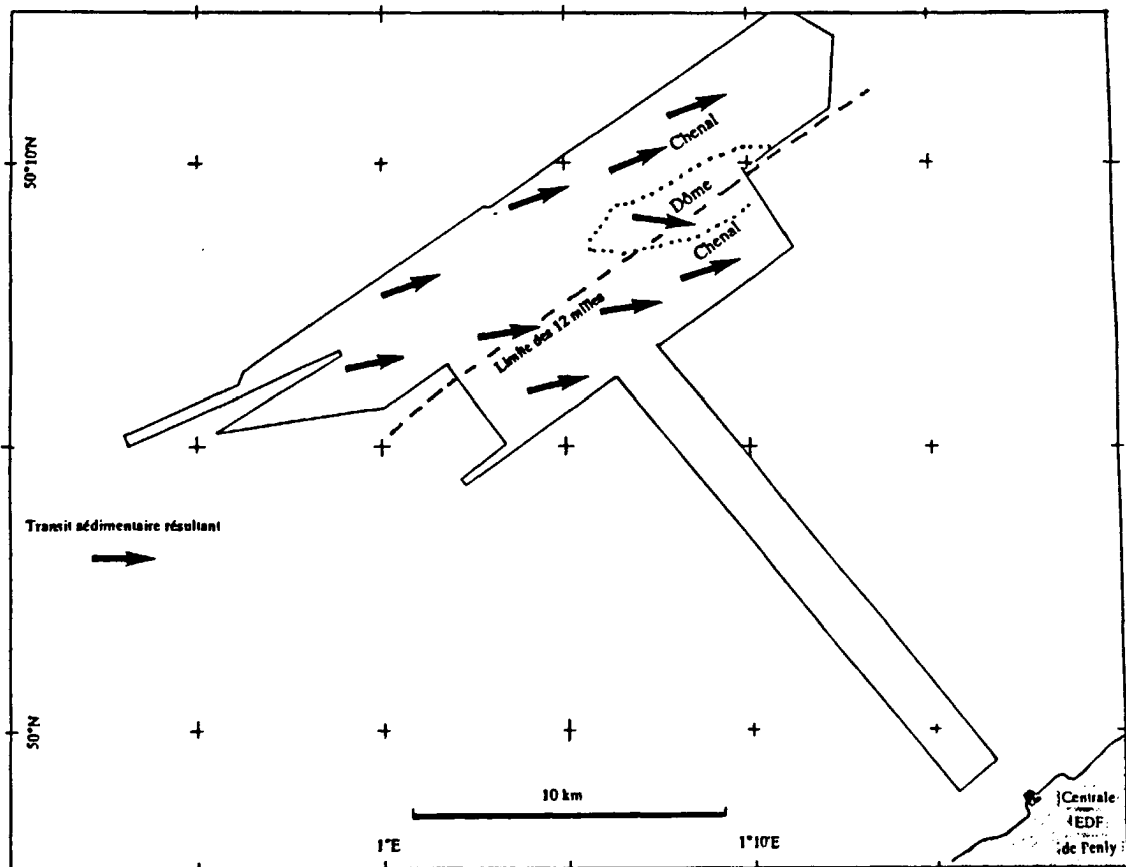 50°10'N
Chenal
Dôme
Chenal
Limite des 12 milles
Transit sédimentaire résultant
50°N
10 km
1°E
1°10'E
Centrale
EDF
de Penly